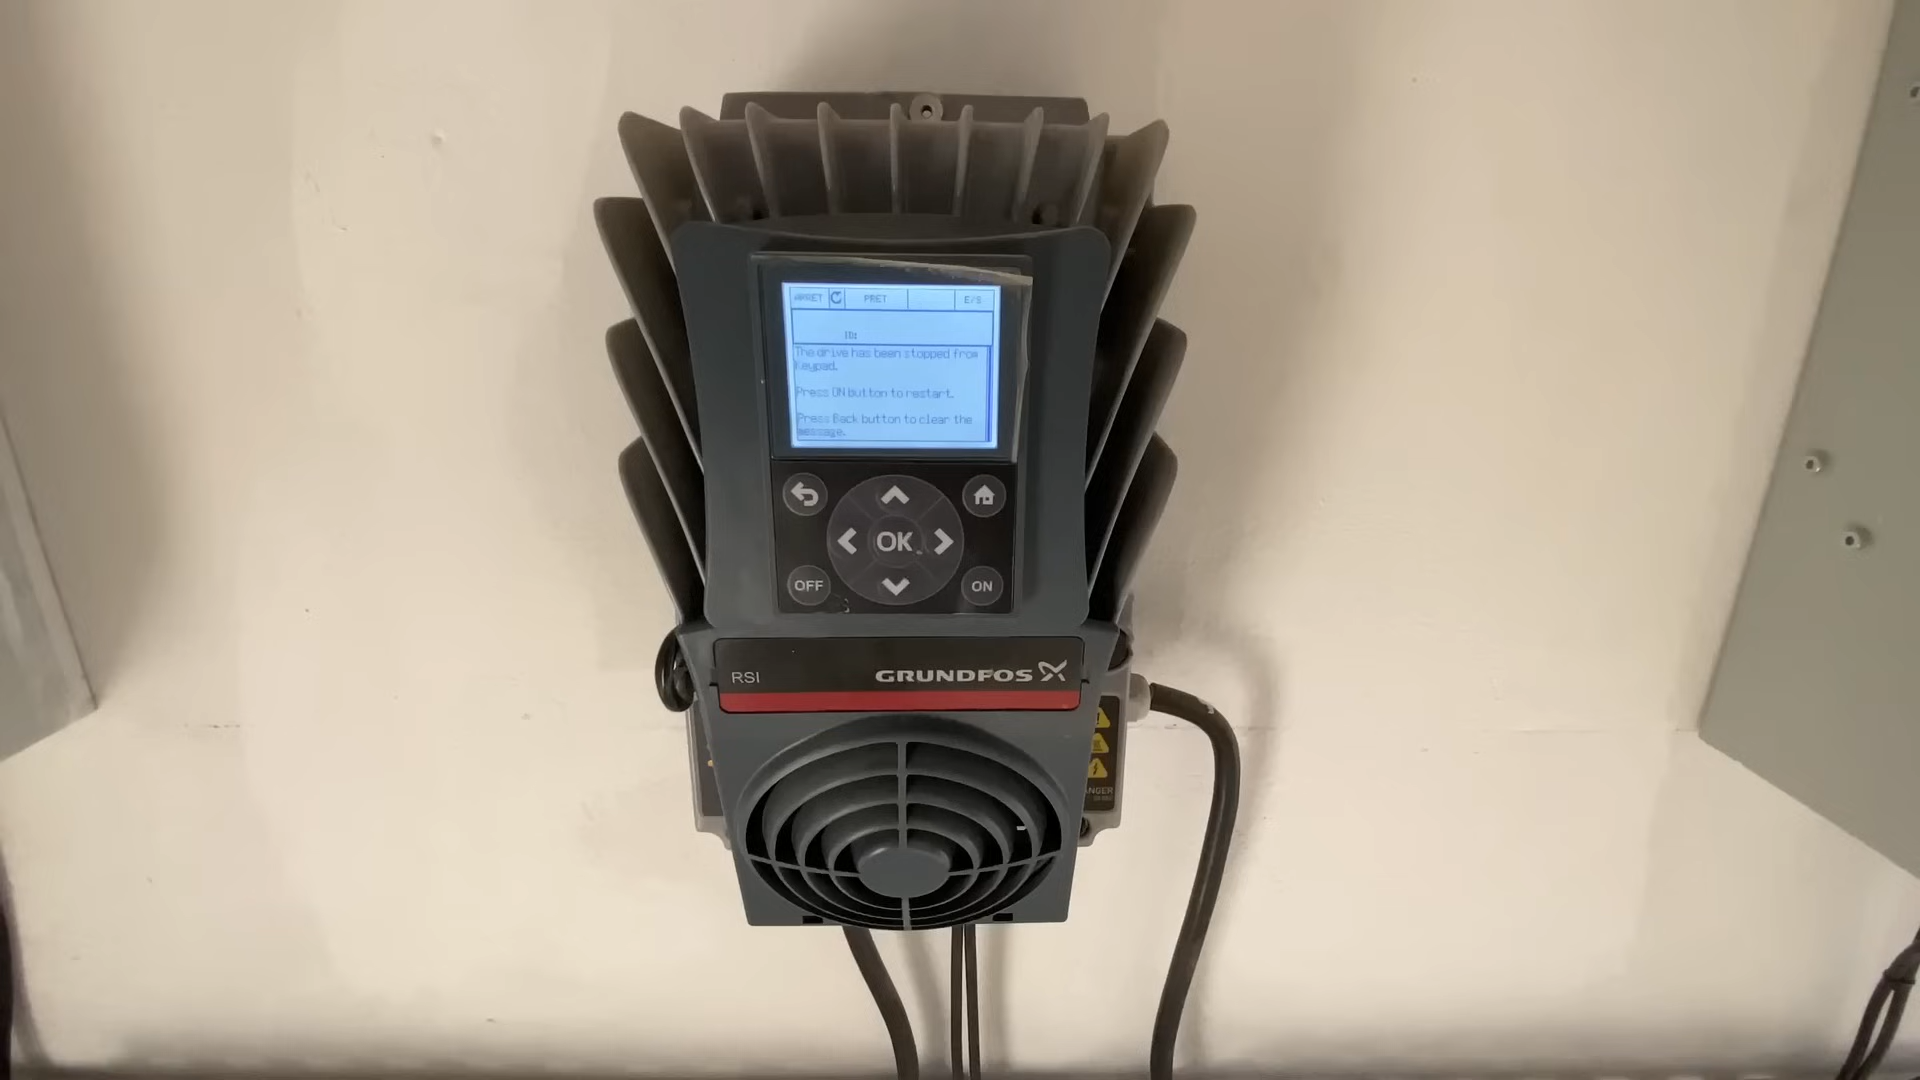 ARRET PRET E/S
ID:
The drive has been stopped from
Keypad.
Press ON button to restart.
Press Back button to clear the
message.
OK
OFF ON
RSI GRUNDFOS